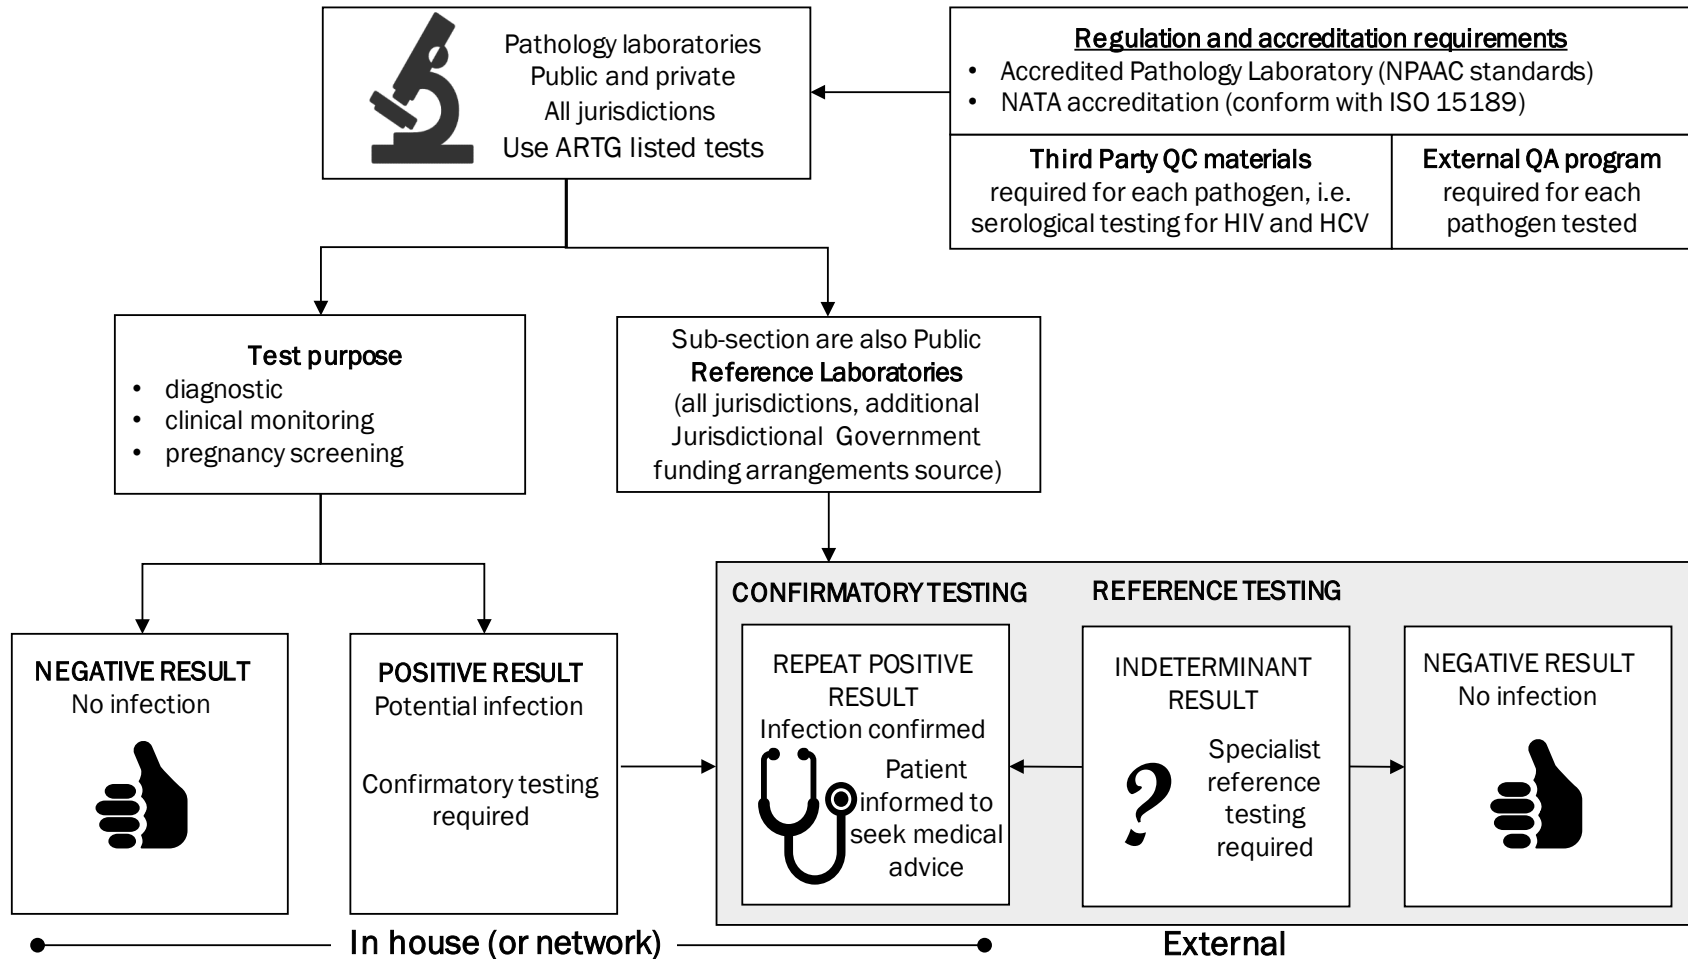 Pathology laboratories
Public and private
All jurisdictions
Use ARTG listed tests
Regulation and accreditation requirements
• Accredited Pathology Laboratory (NPAAC standards)
• NATA accreditation (conform with ISO 15189)
Third Party QC materials
required for each pathogen, i.e.
serological testing for HIV and HCV
External QA program
required for each
pathogen tested
Test purpose
• diagnostic
• clinical monitoring
• pregnancy screening
Sub-section are also Public
Reference Laboratories
(all jurisdictions, additional
Jurisdictional Government
funding arrangements source)
NEGATIVE RESULT
No infection
POSITIVE RESULT
Potential infection
Confirmatory testing
required
CONFIRMATORY TESTING
REPEAT POSITIVE
RESULT
Infection confirmed
Patient
informed to
seek medical
advice
REFERENCE TESTING
INDETERMINANT
RESULT
?
Specialist
reference
testing
required
NEGATIVE RESULT
No infection
In house (or network)
External